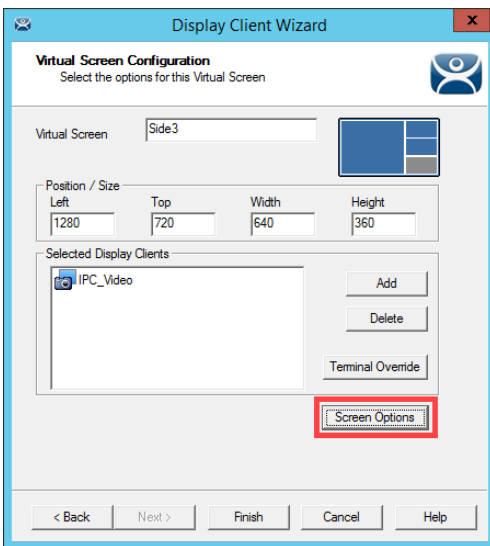 Display Client Wizard
x
Virtual Screen Configuration
Select the options for this Virtual Screen
Virtual Screen Side3
Position / Size
Left Top Width Height
1280 720 640 360
Selected Display Clients
IPC_Video
Add
Delete
Terminal Override
Screen Options
< Back Next > Finish Cancel Help